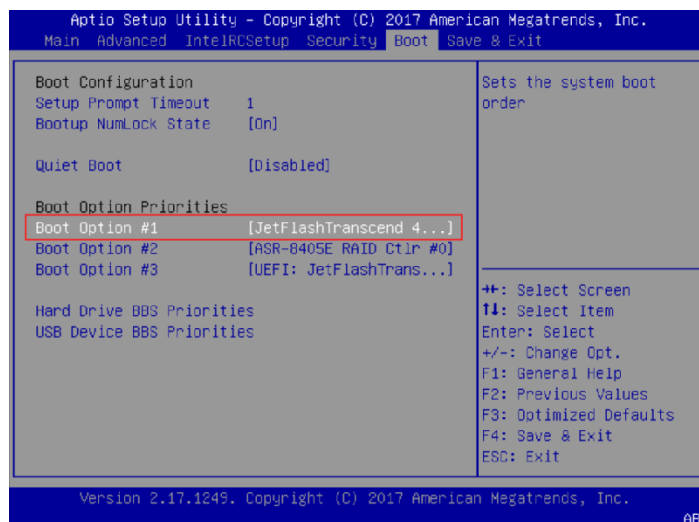 Aptio Setup Utility - Copyright (C) 2017 American Megatrends, Inc.
Main Advanced IntelRCSetup Security Boot Save & Exit
Boot Configuration
Setup Prompt Timeout 1
Bootup NumLock State [On]
Quiet Boot [Disabled]
Boot Option Priorities
Boot Option #1 [JetFlashTranscend 4...]
Boot Option #2 [ASR-8405E RAID Ctlr #0]
Boot Option #3 [UEFI: JetFlashTrans...]
Hard Drive BBS Priorities
USB Device BBS Priorities
Sets the system boot
order
→←: Select Screen
↑↓: Select Item
Enter: Select
+/-: Change Opt.
F1: General Help
F2: Previous Values
F3: Optimized Defaults
F4: Save & Exit
ESC: Exit
Version 2.17.1249. Copyright (C) 2017 American Megatrends, Inc.
AB